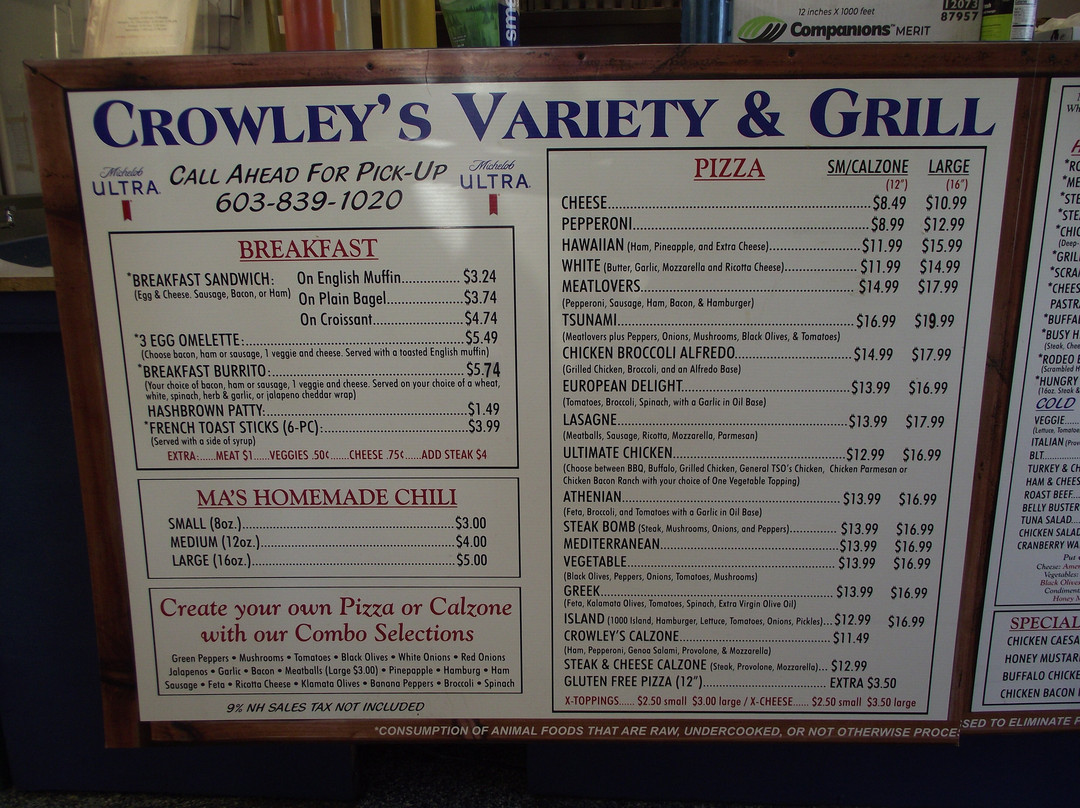 12 inches X 1000 feet
Companions™ MERIT
12073
87957
CROWLEY'S VARIETY & GRILL
Michelob
ULTRA
CALL AHEAD FOR PICK-UP
603-839-1020
Michelob
ULTRA
BREAKFAST
*BREAKFAST SANDWICH: On English Muffin............. $3.24
(Egg & Cheese. Sausage, Bacon, or Ham) On Plain Bagel................$3.74
On Croissant...................$4.74
*3 EGG OMELETTE:................................................$5.49
(Choose bacon, ham or sausage, 1 veggie and cheese. Served with a toasted English muffin)
*BREAKFAST BURRITO:..........................................$5.74
(Your choice of bacon, ham or sausage, 1 veggie and cheese. Served on your choice of a wheat,
white, spinach, herb & garlic, or jalapeno cheddar wrap)
HASHBROWN PATTY:...........................................$1.49
*FRENCH TOAST STICKS (6-PC):..............................$3.99
(Served with a side of syrup)
EXTRA:.....MEAT $1.....VEGGIES .50¢.....CHEESE .75¢.....ADD STEAK $4
MA'S HOMEMADE CHILI
SMALL (8oz.)..............................................$3.00
MEDIUM (12oz.)..........................................$4.00
LARGE (16oz.).............................................$5.00
Create your own Pizza or Calzone
with our Combo Selections
Green Peppers • Mushrooms • Tomatoes • Black Olives • White Onions • Red Onions
Jalapenos • Garlic • Bacon • Meatballs (Large $3.00) • Pinepapple • Hamburg • Ham
Sausage • Feta • Ricotta Cheese • Klamata Olives • Banana Peppers • Broccoli • Spinach
9% NH SALES TAX NOT INCLUDED
PIZZA SM/CALZONE LARGE
(12") (16")
CHEESE..........................................................$8.49 $10.99
PEPPERONI.....................................................$8.99 $12.99
HAWAIIAN (Ham, Pineapple, and Extra Cheese)......................$11.99 $15.99
WHITE (Butter, Garlic, Mozzarella and Ricotta Cheese)................. $11.99 $14.99
MEATLOVERS.................................................$14.99 $17.99
(Pepperoni, Sausage, Ham, Bacon, & Hamburger)
TSUNAMI.......................................................$16.99 $19.99
(Meatlovers plus Peppers, Onions, Mushrooms, Black Olives, & Tomatoes)
CHICKEN BROCCOLI ALFREDO..........................$14.99 $17.99
(Grilled Chicken, Broccoli, and an Alfredo Base)
EUROPEAN DELIGHT.......................................$13.99 $16.99
(Tomatoes, Broccoli, Spinach, with a Garlic in Oil Base)
LASAGNE.......................................................$13.99 $17.99
(Meatballs, Sausage, Ricotta, Mozzarella, Parmesan)
ULTIMATE CHICKEN........................................$12.99 $16.99
(Choose between BBQ, Buffalo, Grilled Chicken, General TSO's Chicken, Chicken Parmesan or
Chicken Bacon Ranch with your choice of One Vegetable Topping)
ATHENIAN.....................................................$13.99 $16.99
(Feta, Broccoli, and Tomatoes with a Garlic in Oil Base)
STEAK BOMB (Steak, Mushrooms, Onions, and Peppers)............. $13.99 $16.99
MEDITERRANEAN...........................................$13.99 $16.99
VEGETABLE....................................................$13.99 $16.99
(Black Olives, Peppers, Onions, Tomatoes, Mushrooms)
GREEK..........................................................$13.99 $16.99
(Feta, Kalamata Olives, Tomatoes, Spinach, Extra Virgin Olive Oil)
ISLAND (1000 Island, Hamburger, Lettuce, Tomatoes, Onions, Pickles)...$12.99 $16.99
CROWLEY'S CALZONE......................................$11.49
(Ham, Pepperoni, Genoa Salami, Provolone, & Mozzarella)
STEAK & CHEESE CALZONE (Steak, Provolone, Mozzarella)... $12.99
GLUTEN FREE PIZZA (12")............................... EXTRA $3.50
X-TOPPINGS...... $2.50 small $3.00 large / X-CHEESE...... $2.50 small $3.50 large
*CONSUMPTION OF ANIMAL FOODS THAT ARE RAW, UNDERCOOKED, OR NOT OTHERWISE PROCE
COLD
VEGGIE
(Lettuce, Tomatoe
ITALIAN
BLT
TURKEY &
HAM & CHEES
ROAST BEEF
BELLY BUSTER
TUNA SALAD
CHICKEN SALAD
CRANBERRY WA
SPECIAL
CHICKEN CAESA
HONEY MUSTAR
BUFFALO CHICKE
CHICKEN BACON
SSED TO ELIMINATE